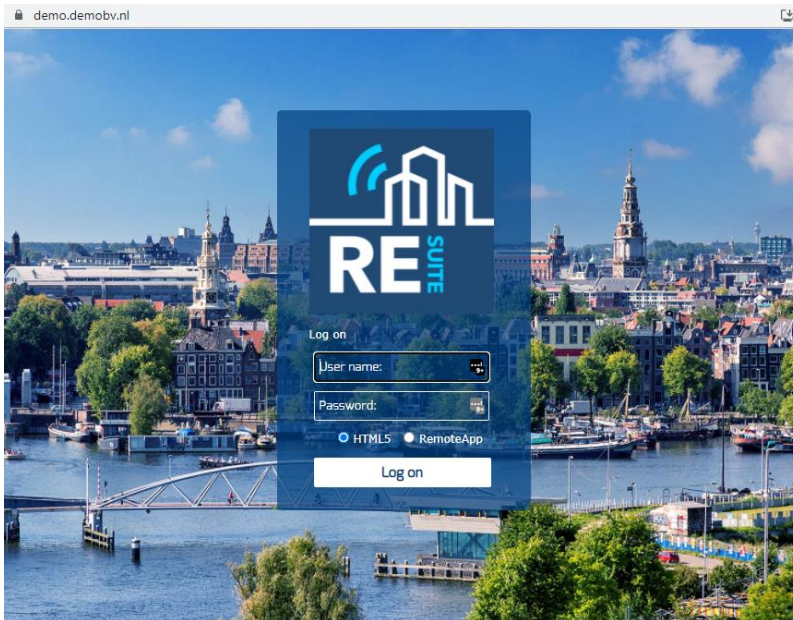 demo.demobv.nl
RE SUITE
Log on
User name:
Password:
HTML5 RemoteApp
Log on